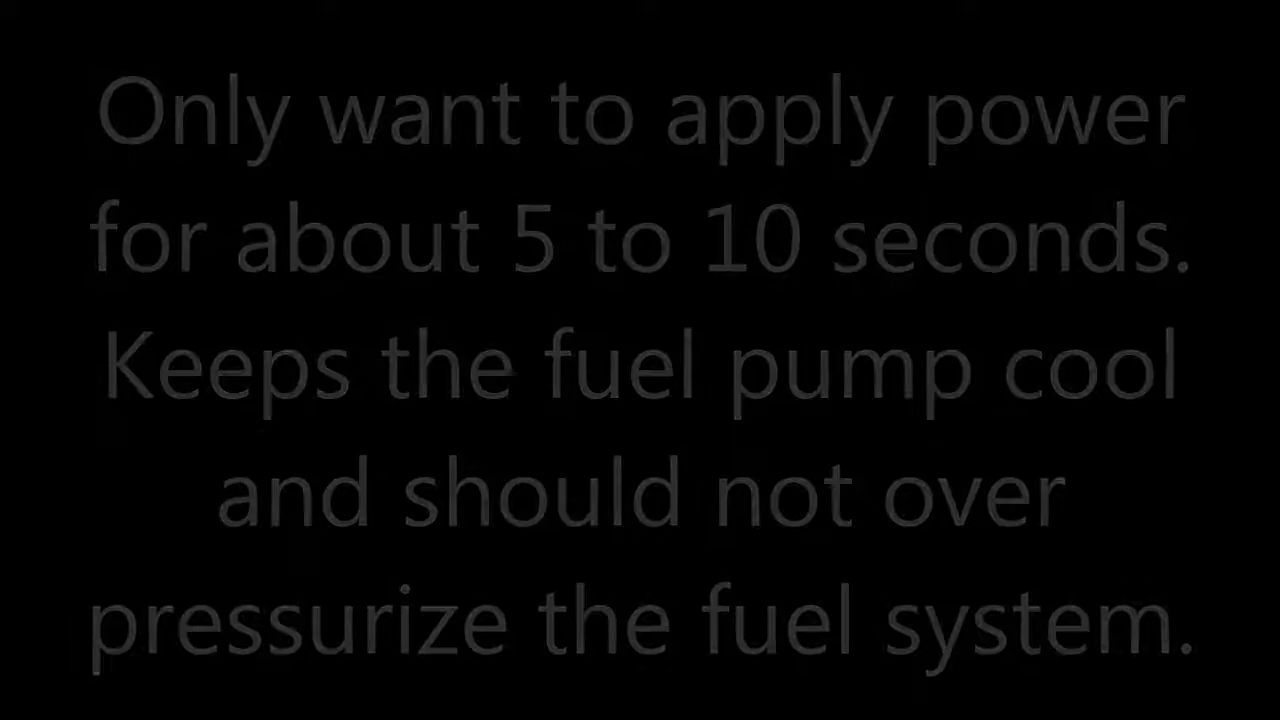 Only want to apply power
for about 5 to 10 seconds.
Keeps the fuel pump cool
and should not over
pressurize the fuel system.